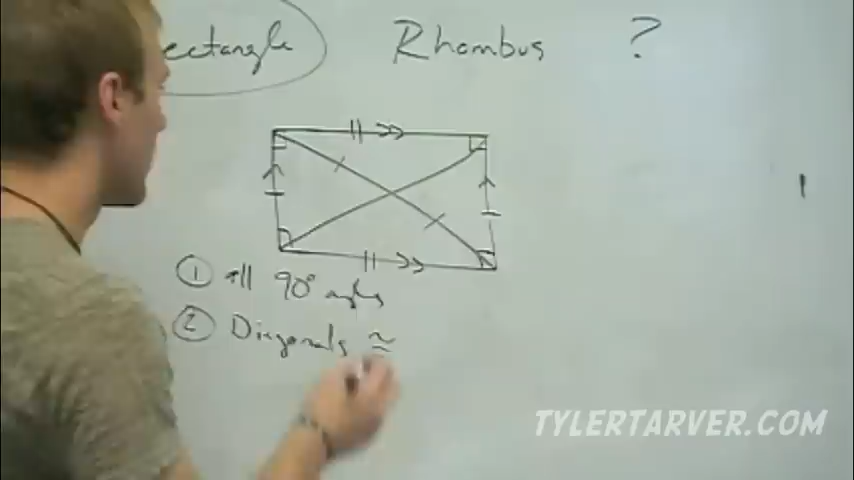 ectangle Rhombus ?
① All 90° angles
② Diagonals ≅
TYLERTARVER.COM